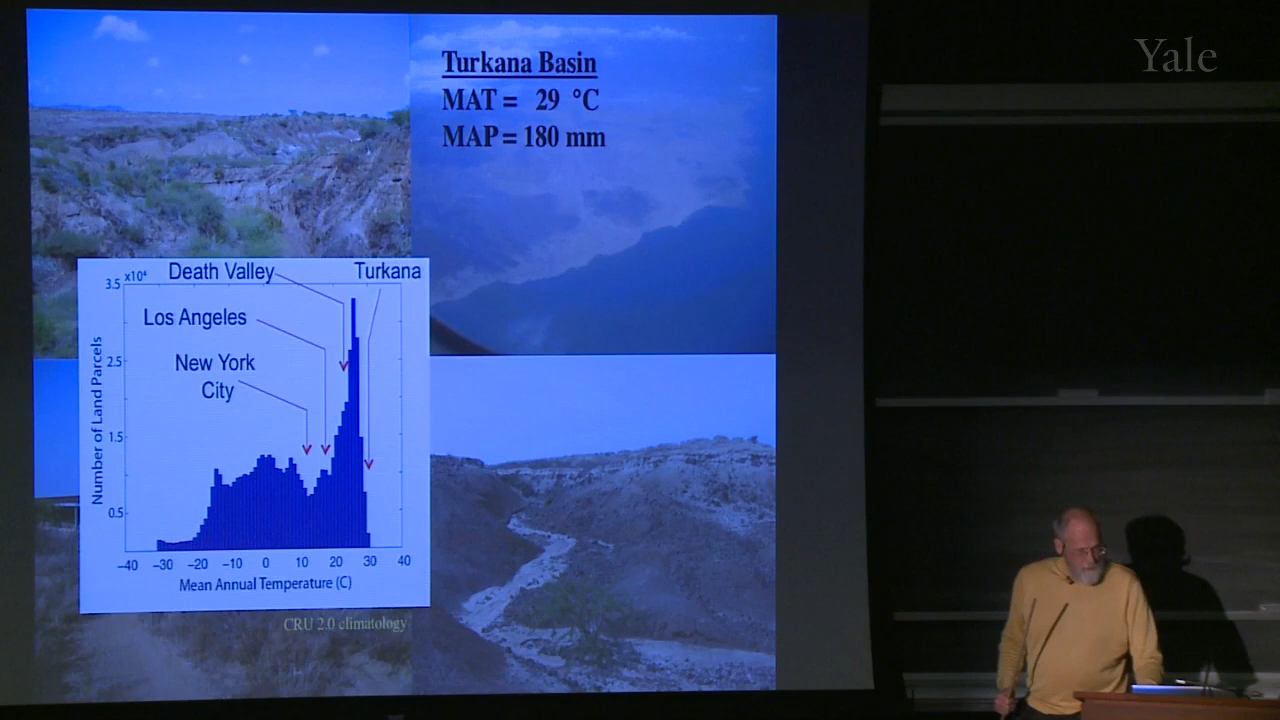 Yale
Turkana Basin
MAT = 29 °C
MAP = 180 mm
Death Valley
Turkana
Los Angeles
New York
City
x10⁴
3.5
2.5
1.5
0.5
Number of Land Parcels
−40 −30 −20 −10 0 10 20 30 40
Mean Annual Temperature (C)
CRU 2.0 climatology